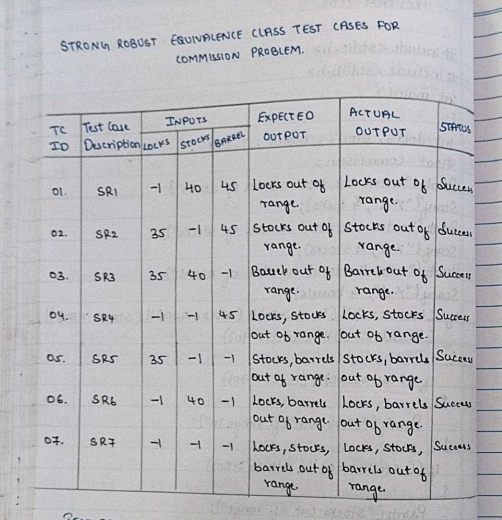 STRONG ROBUST EQUIVALENCE CLASS TEST CASES FOR
COMMISSION PROBLEM.
TC ID | Test Case Description | INPUTS: LOCKS | STOCKS | BARREL | EXPECTED OUTPUT | ACTUAL OUTPUT | STATUS
01. | SR1 | -1 | 40 | 45 | Locks out of range. | Locks out of range. | Success
02. | SR2 | 35 | -1 | 45 | Stocks out of range. | Stocks out of range. | Success
03. | SR3 | 35 | 40 | -1 | Barrels out of range. | Barrels out of range. | Success
04. | SR4 | -1 | -1 | 45 | Locks, stocks out of range. | Locks, stocks out of range. | Success
05. | SR5 | 35 | -1 | -1 | Stocks, barrels out of range. | Stocks, barrels out of range | Success
06. | SR6 | -1 | 40 | -1 | Locks, barrels out of range. | Locks, barrels out of range. | Success
07. | SR7 | -1 | -1 | -1 | Locks, stocks, barrels out of range. | Locks, stocks, barrels out of range. | Success